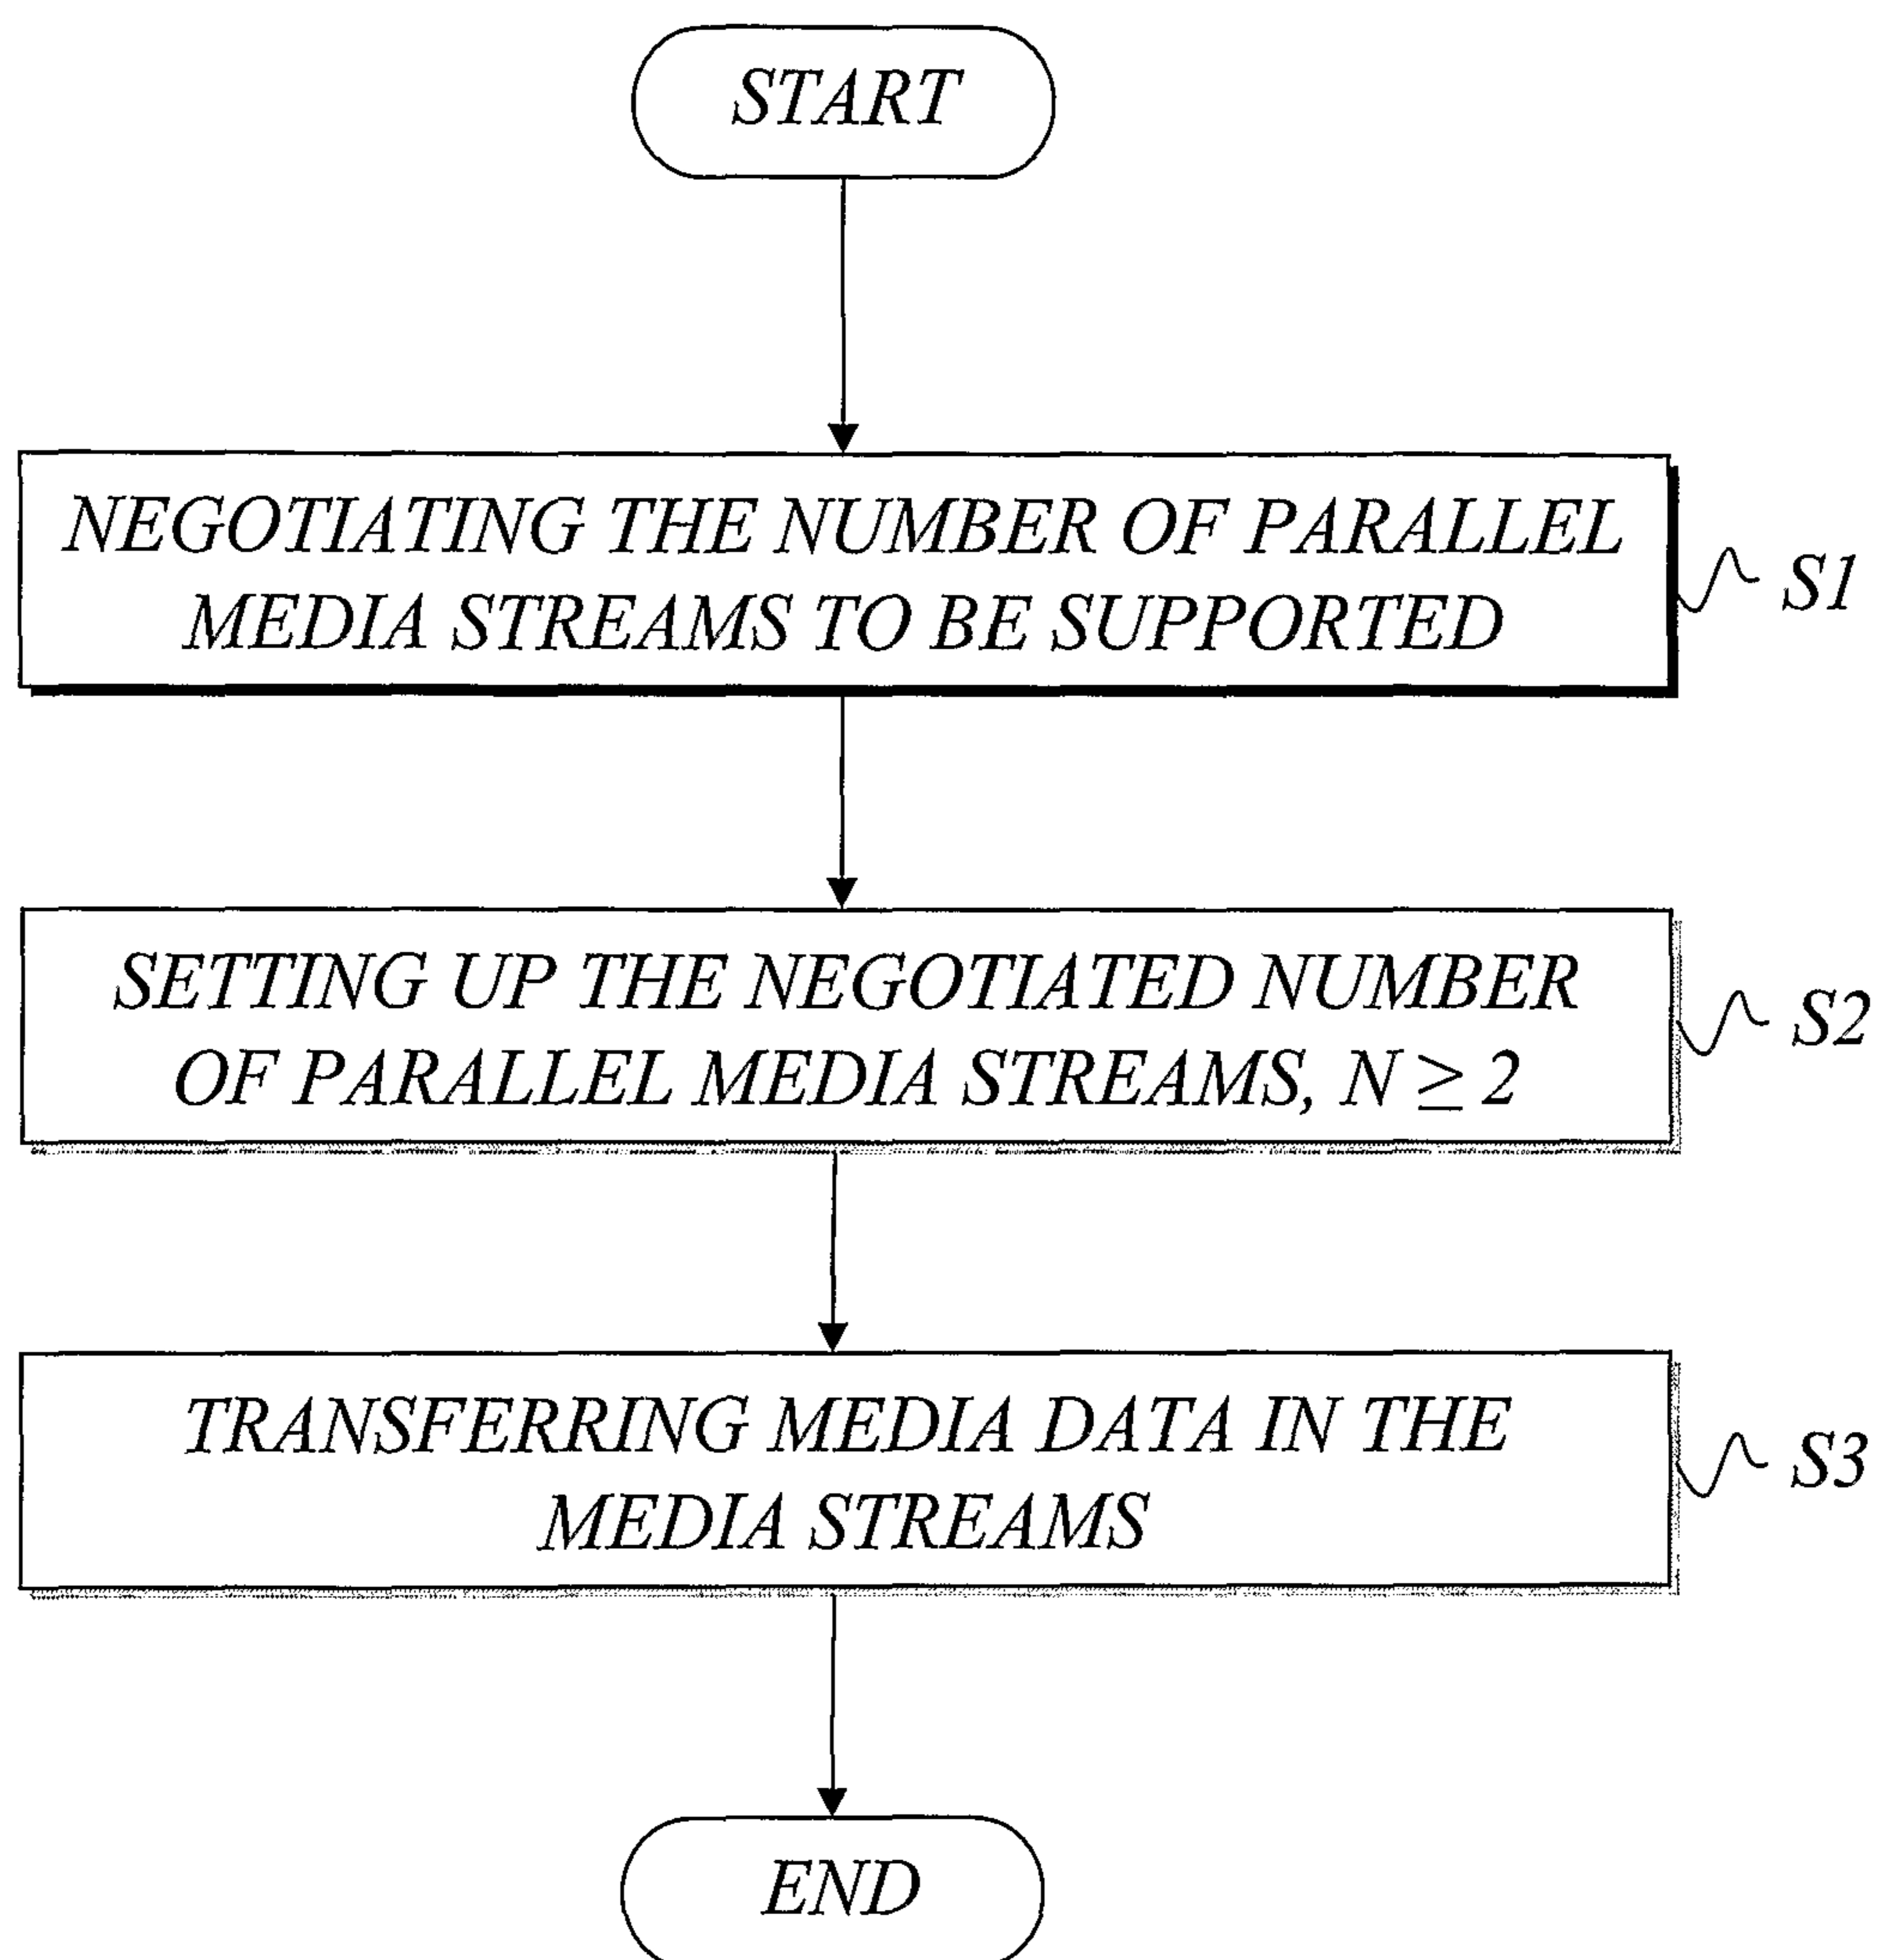 START
NEGOTIATING THE NUMBER OF PARALLEL
MEDIA STREAMS TO BE SUPPORTED
S1
SETTING UP THE NEGOTIATED NUMBER
OF PARALLEL MEDIA STREAMS, N ≥ 2
S2
TRANSFERRING MEDIA DATA IN THE
MEDIA STREAMS
S3
END